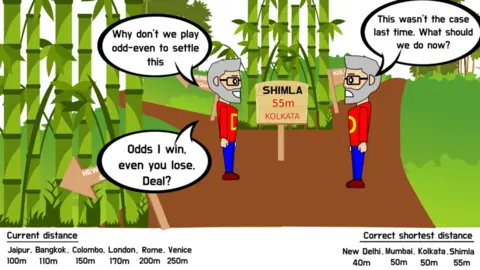 Why don't we play
odd-even to settle
this
This wasn't the case
last time. What should
we do now?
SHIMLA
55m
KOLKATA
Odds I win,
even you lose.
Deal?
NEW
Current distance
Jaipur, Bangkok, Colombo, London, Rome, Venice
100m 110m 150m 170m 200m 250m
Correct shortest distance
New Delhi, Mumbai, Kolkata, Shimla
40m 50m 50m 55m